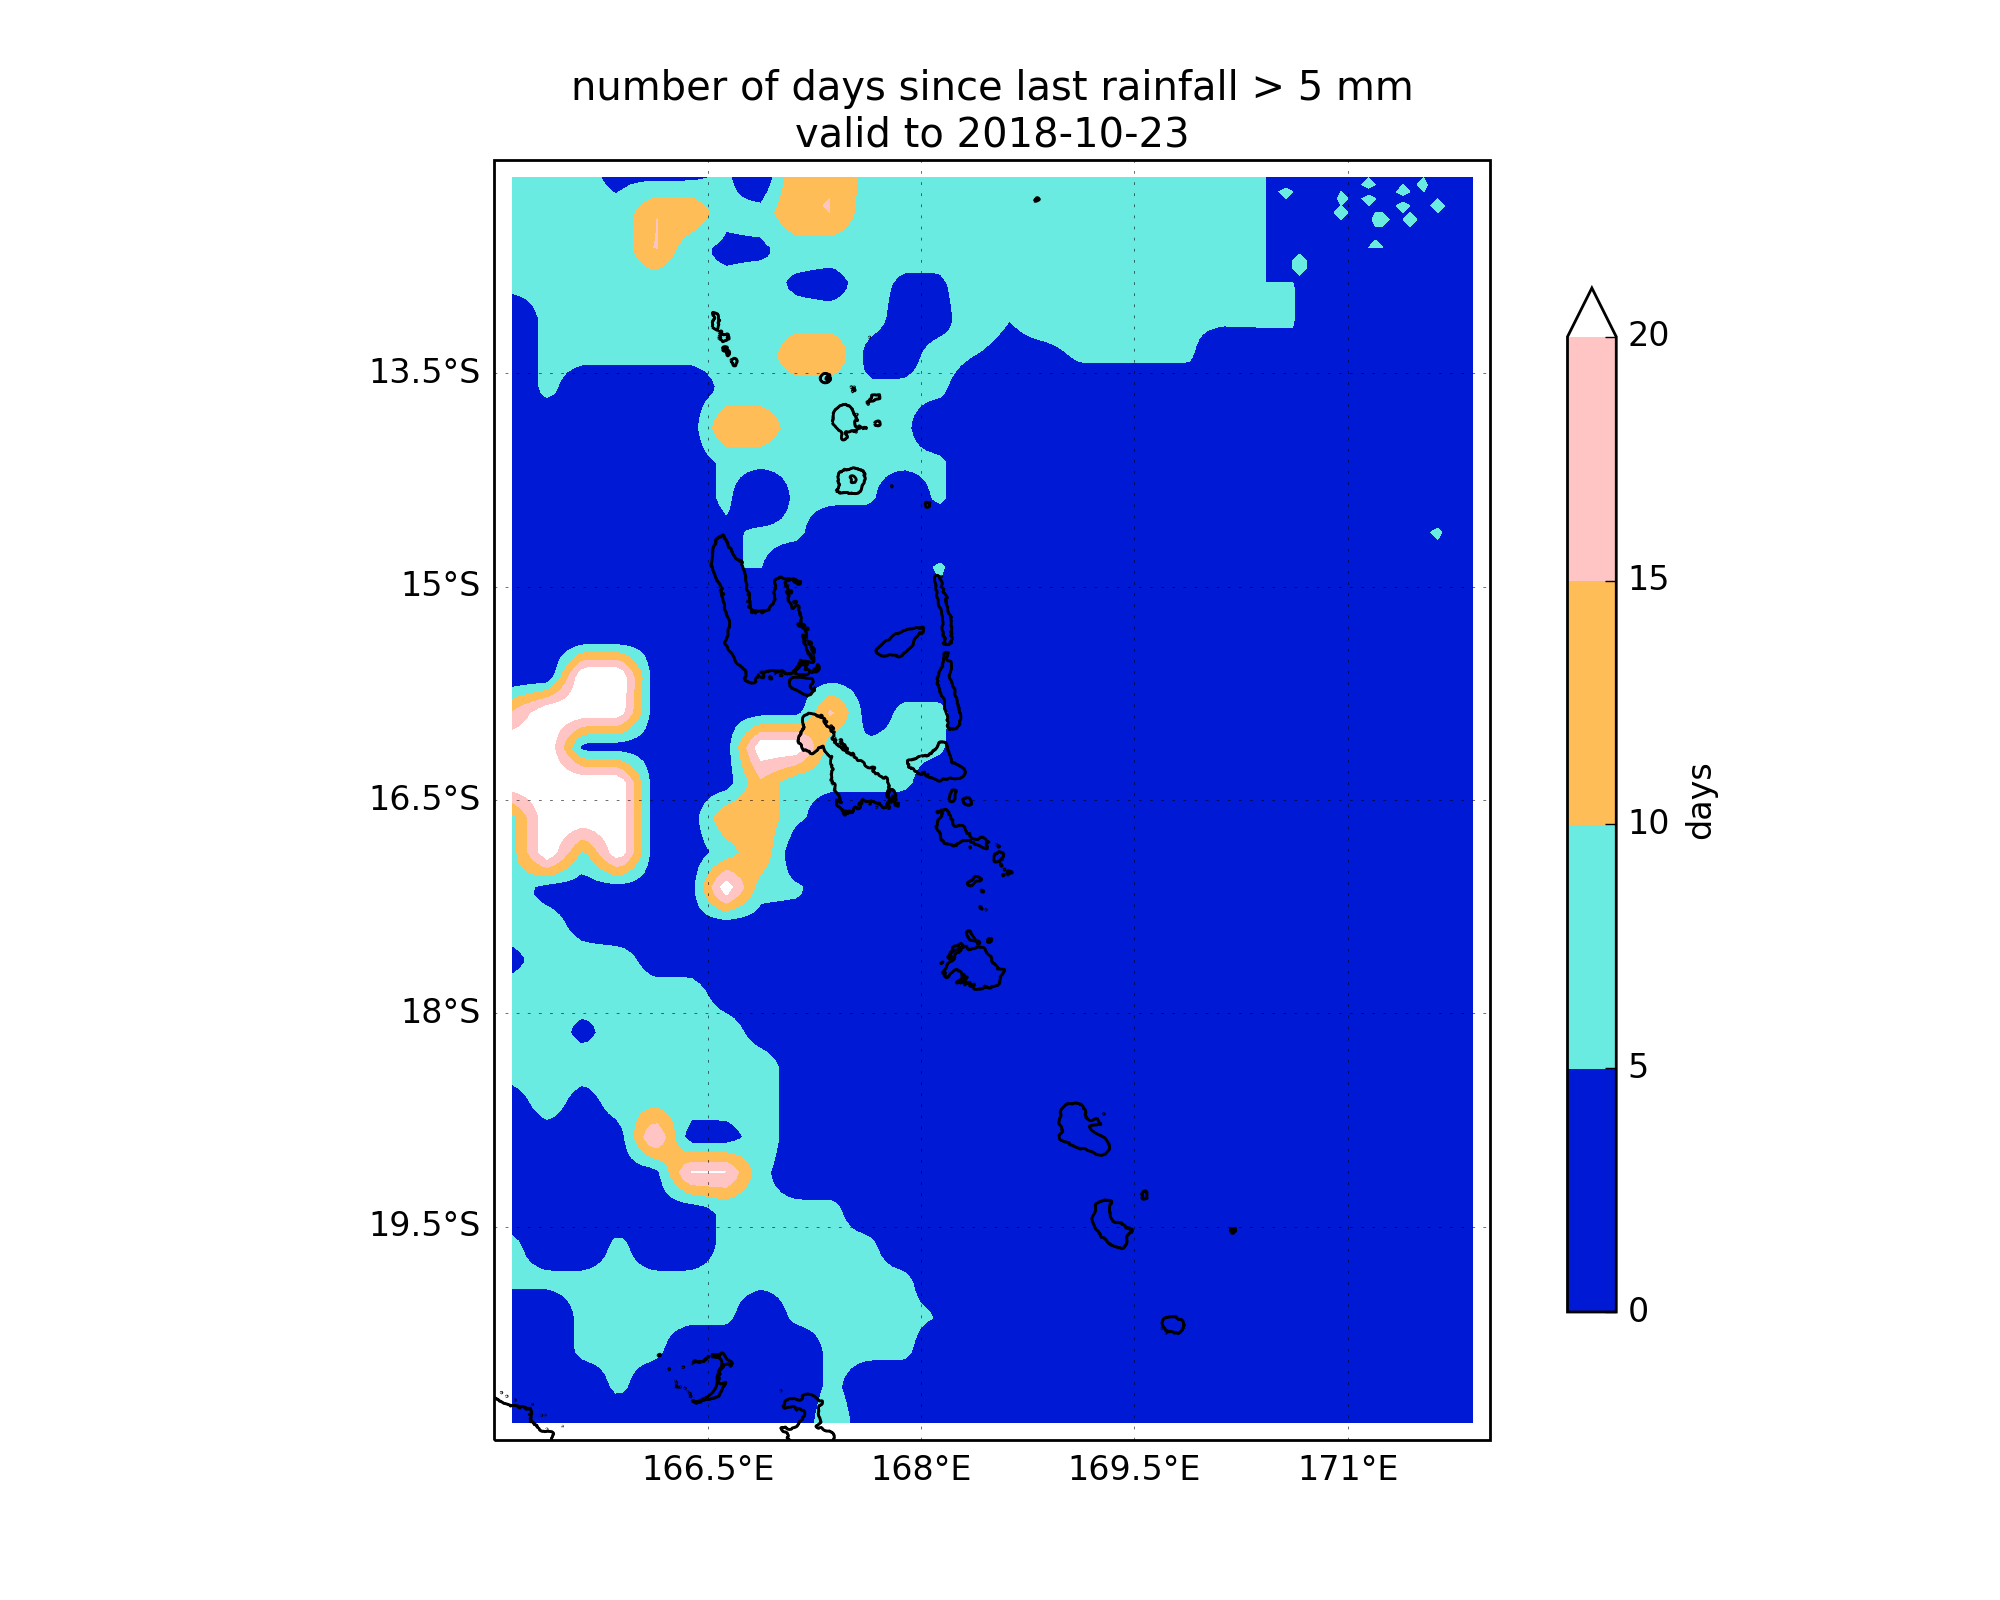 number of days since last rainfall > 5 mm
valid to 2018-10-23
13.5°S
15°S
16.5°S
18°S
19.5°S
166.5°E
168°E
169.5°E
171°E
20
15
10
5
0
days